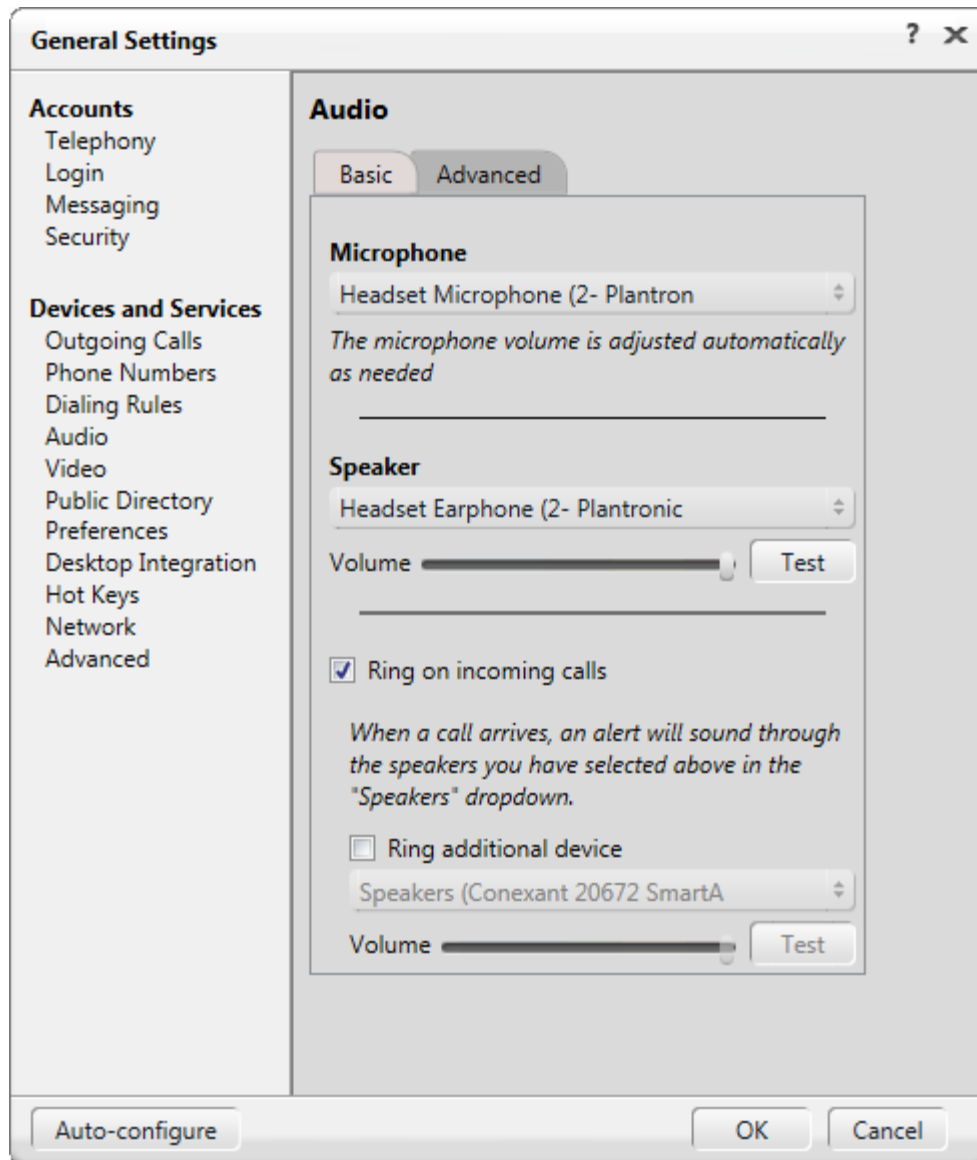 General Settings
?
Accounts
Telephony
Login
Messaging
Security
Devices and Services
Outgoing Calls
Phone Numbers
Dialing Rules
Audio
Video
Public Directory
Preferences
Desktop Integration
Hot Keys
Network
Advanced
Audio
Basic Advanced
Microphone
Headset Microphone (2- Plantron
The microphone volume is adjusted automatically
as needed
Speaker
Headset Earphone (2- Plantronic
Volume Test
Ring on incoming calls
When a call arrives, an alert will sound through
the speakers you have selected above in the
"Speakers" dropdown.
Ring additional device
Speakers (Conexant 20672 SmartA
Volume Test
Auto-configure OK Cancel